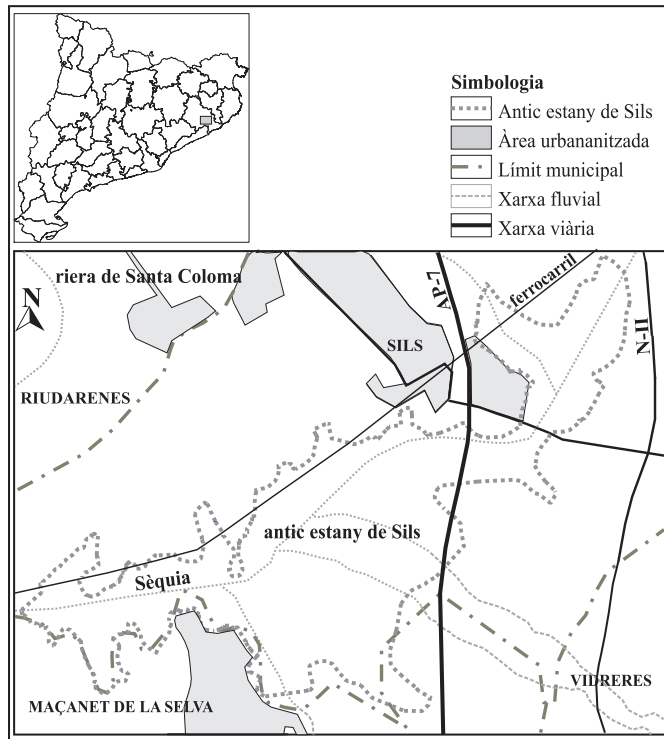 Simbologia
Antic estany de Sils
Àrea urbananitzada
Límit municipal
Xarxa fluvial
Xarxa viària
riera de Santa Coloma
N
AP-7
ferrocarril
II-N
SILS
RIUDARENES
antic estany de Sils
Sèquia
MAÇANET DE LA SELVA
VIDRERES